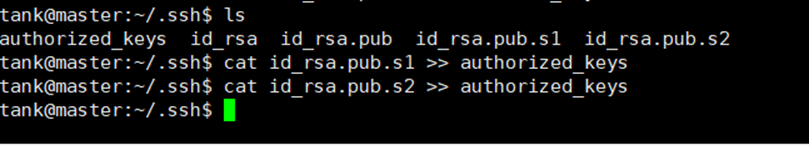 tank@master:~/.ssh$ ls
authorized_keys  id_rsa  id_rsa.pub  id_rsa.pub.s1  id_rsa.pub.s2
tank@master:~/.ssh$ cat id_rsa.pub.s1 >> authorized_keys
tank@master:~/.ssh$ cat id_rsa.pub.s2 >> authorized_keys
tank@master:~/.ssh$